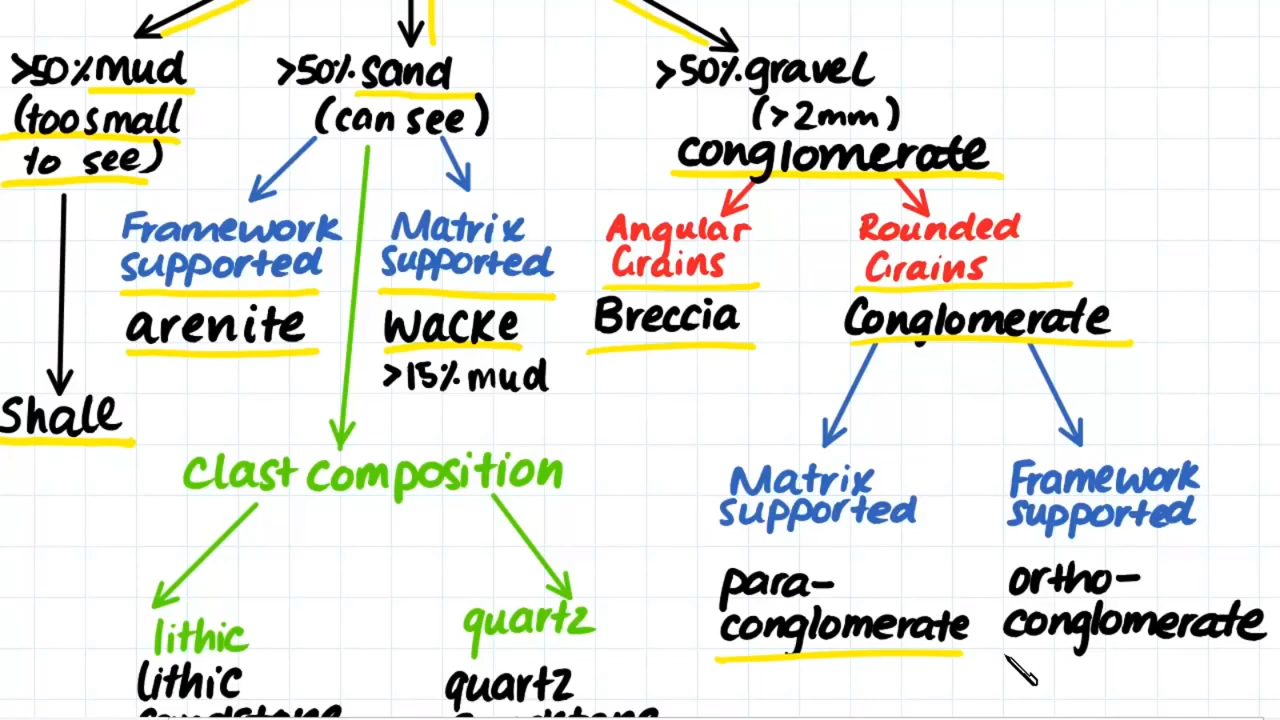 >50% mud
(too small
to see)
Shale
>50% sand
(can see)
Framework
supported
arenite
Matrix
supported
wacke
>15% mud
Clast composition
lithic
lithic
sandstone
quartz
quartz
sandstone
>50% gravel
(>2mm)
conglomerate
Angular
Grains
Breccia
Rounded
Grains
Conglomerate
Matrix
supported
para-
conglomerate
Framework
supported
ortho-
conglomerate